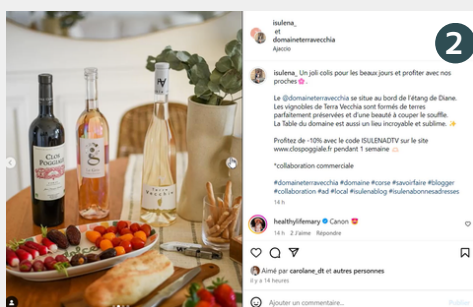 isulena_
et
domaineterravecchia
Ajaccio
2
isulena_ Un joli colis pour les beaux jours et profiter avec nos
proches 🌸.
Le @domaineterravecchia se situe au bord de l'étang de Diane.
Les vignobles de Terra Vecchia sont formés de terres
parfaitement préservées et d'une beauté à couper le souffle.
La Table du domaine est aussi un lieu incroyable et sublime. ✨
Profitez de -10% avec le code ISULENADTV sur le site
www.clospoggiale.fr pendant 1 semaine
*collaboration commerciale
#domaineterravecchia #domaine #corse #savoirfaire #blogger
#collaboration #ad #local #isulenablog #isulenabonnesadresses
14 h
healthylifemary Canon 😍
14 h 2 J'aime Répondre
Aimé par carolane_dt et autres personnes
il y a 14 heures
Ajouter un commentaire...
Publier
CLOS
POGGIALE
TERRA
VECCHIA